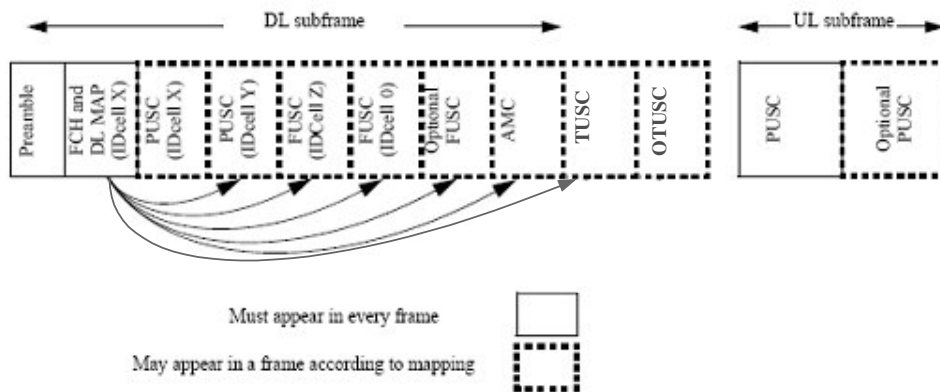 DL subframe
UL subframe
Preamble
FCH and
DL MAP
(IDcell X)
PUSC
(IDcell X)
PUSC
(IDcell Y)
FUSC
(IDCell Z)
FUSC
(IDcell 0)
Optional
FUSC
AMC
TUSC
OTUSC
PUSC
Optional
PUSC
Must appear in every frame
May appear in a frame according to mapping